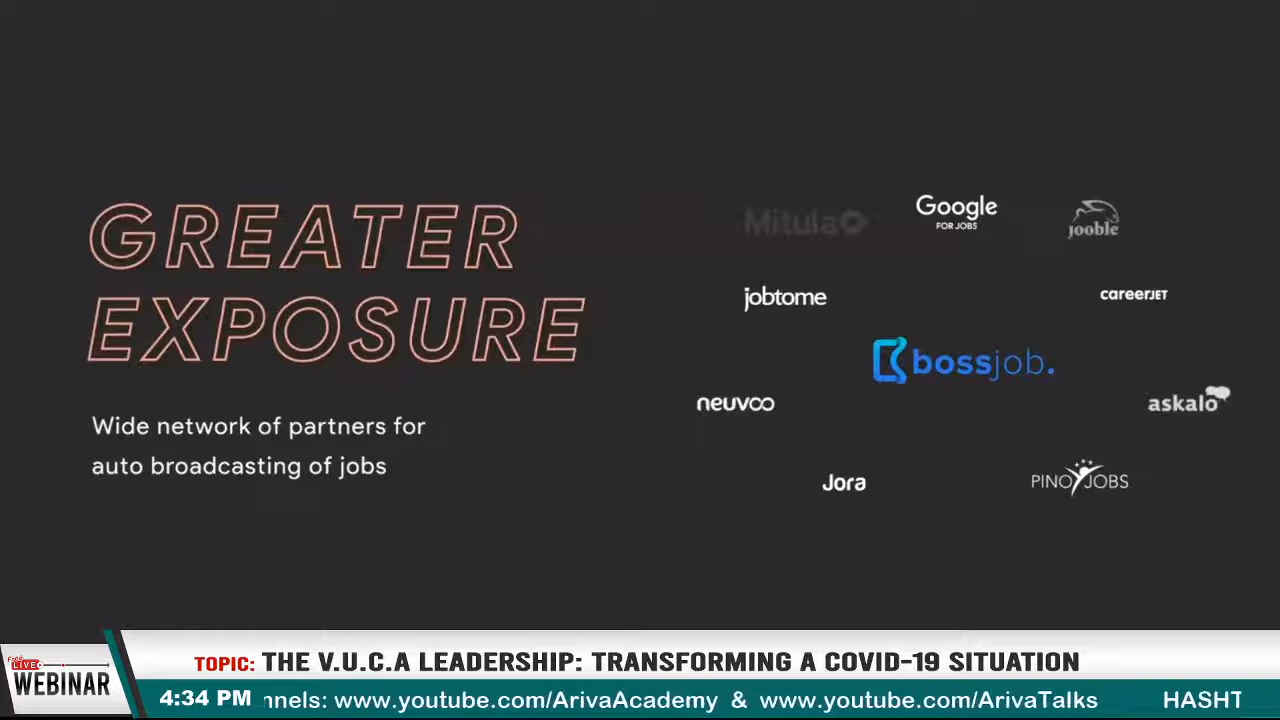 GREATER
EXPOSURE
Wide network of partners for
auto broadcasting of jobs
Mitula
Google
FOR JOBS
jooble
jobtome
careerJET
bossjob.
neuvoo
askalo
Jora
PINOYJOBS
Free
LIVE
WEBINAR
TOPIC: THE V.U.C.A LEADERSHIP: TRANSFORMING A COVID-19 SITUATION
4:34 PM nnels: www.youtube.com/ArivaAcademy & www.youtube.com/ArivaTalks HASHT